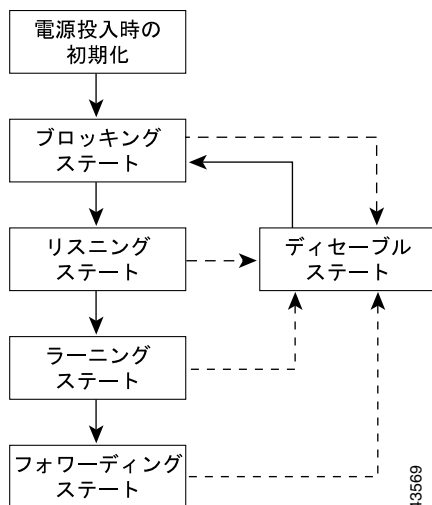 電源投入時の
初期化
ブロッキング
ステート
リスニング
ステート
ディセーブル
ステート
ラーニング
ステート
フォワーディング
ステート
43569